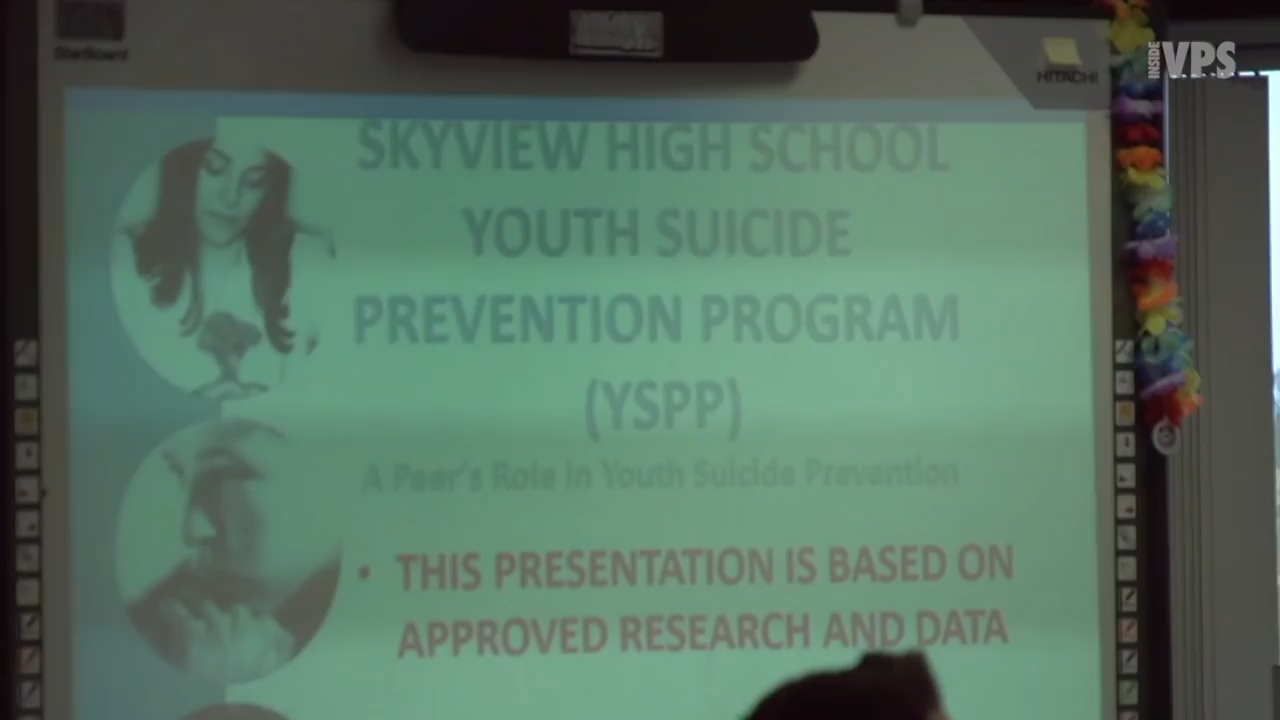 StarBoard
HITACHI
INSIDE VPS
SKYVIEW HIGH SCHOOL
YOUTH SUICIDE
PREVENTION PROGRAM
(YSPP)
A Peer's Role in Youth Suicide Prevention
• THIS PRESENTATION IS BASED ON
APPROVED RESEARCH AND DATA